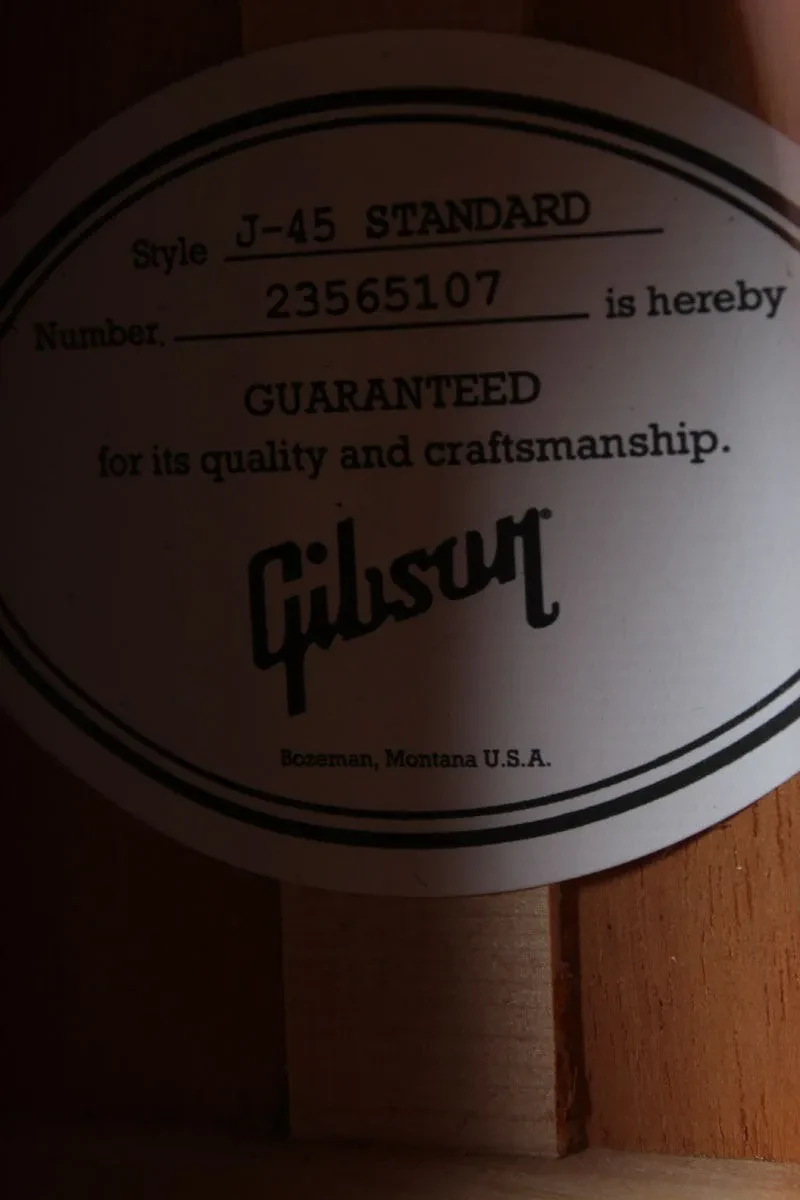 Style J-45 STANDARD
Number. 23565107 is hereby
GUARANTEED
for its quality and craftsmanship.
Gibson
Bozeman, Montana U.S.A.